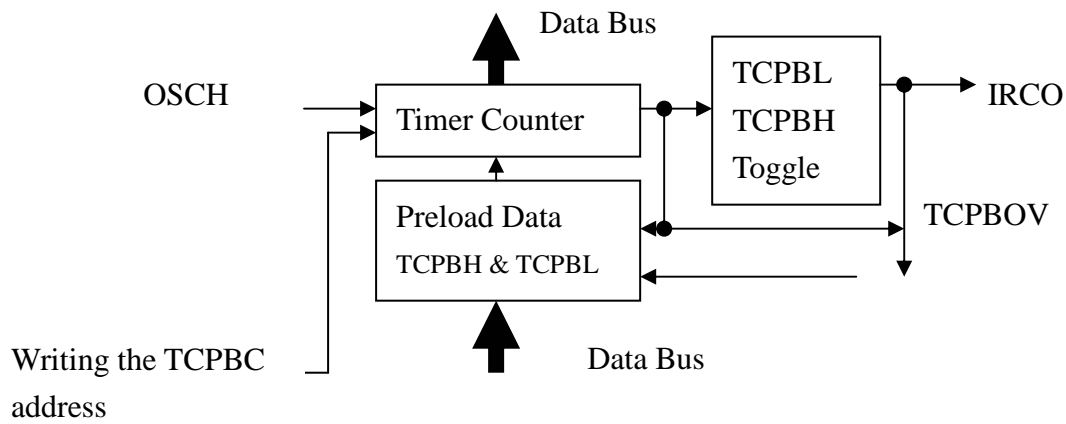 Data Bus
OSCH
Timer Counter
TCPBL
TCPBH
Toggle
IRCO
Preload Data
TCPBH & TCPBL
TCPBOV
Writing the TCPBC
address
Data Bus